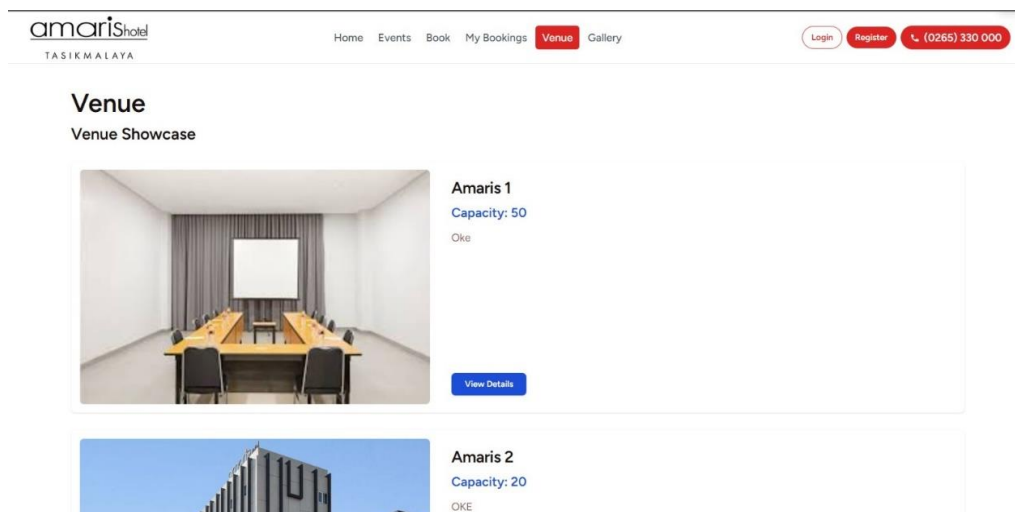 amarishotel
TASIKMALAYA
Home Events Book My Bookings Venue Gallery
Login Register (0265) 330 000
Venue
Venue Showcase
Amaris 1
Capacity: 50
Oke
View Details
Amaris 2
Capacity: 20
OKE